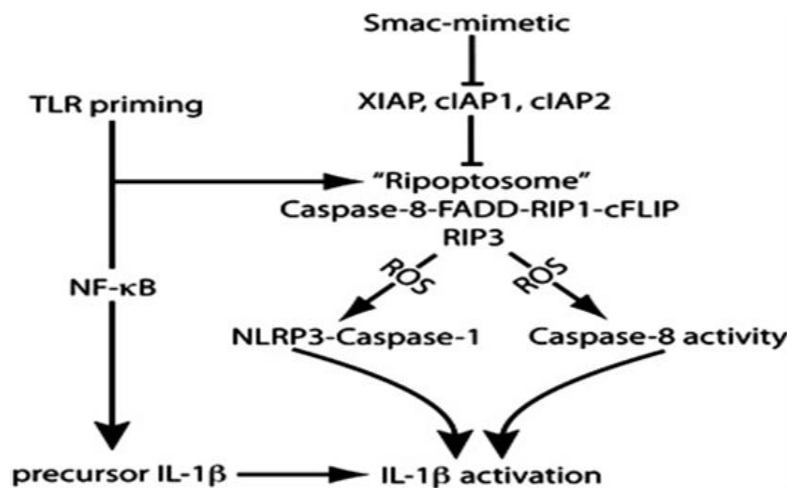 Smac-mimetic
TLR priming
XIAP, cIAP1, cIAP2
"Ripoptosome"
Caspase-8-FADD-RIP1-cFLIP
RIP3
ROS
ROS
NF-κB
NLRP3-Caspase-1
Caspase-8 activity
precursor IL-1β
IL-1β activation